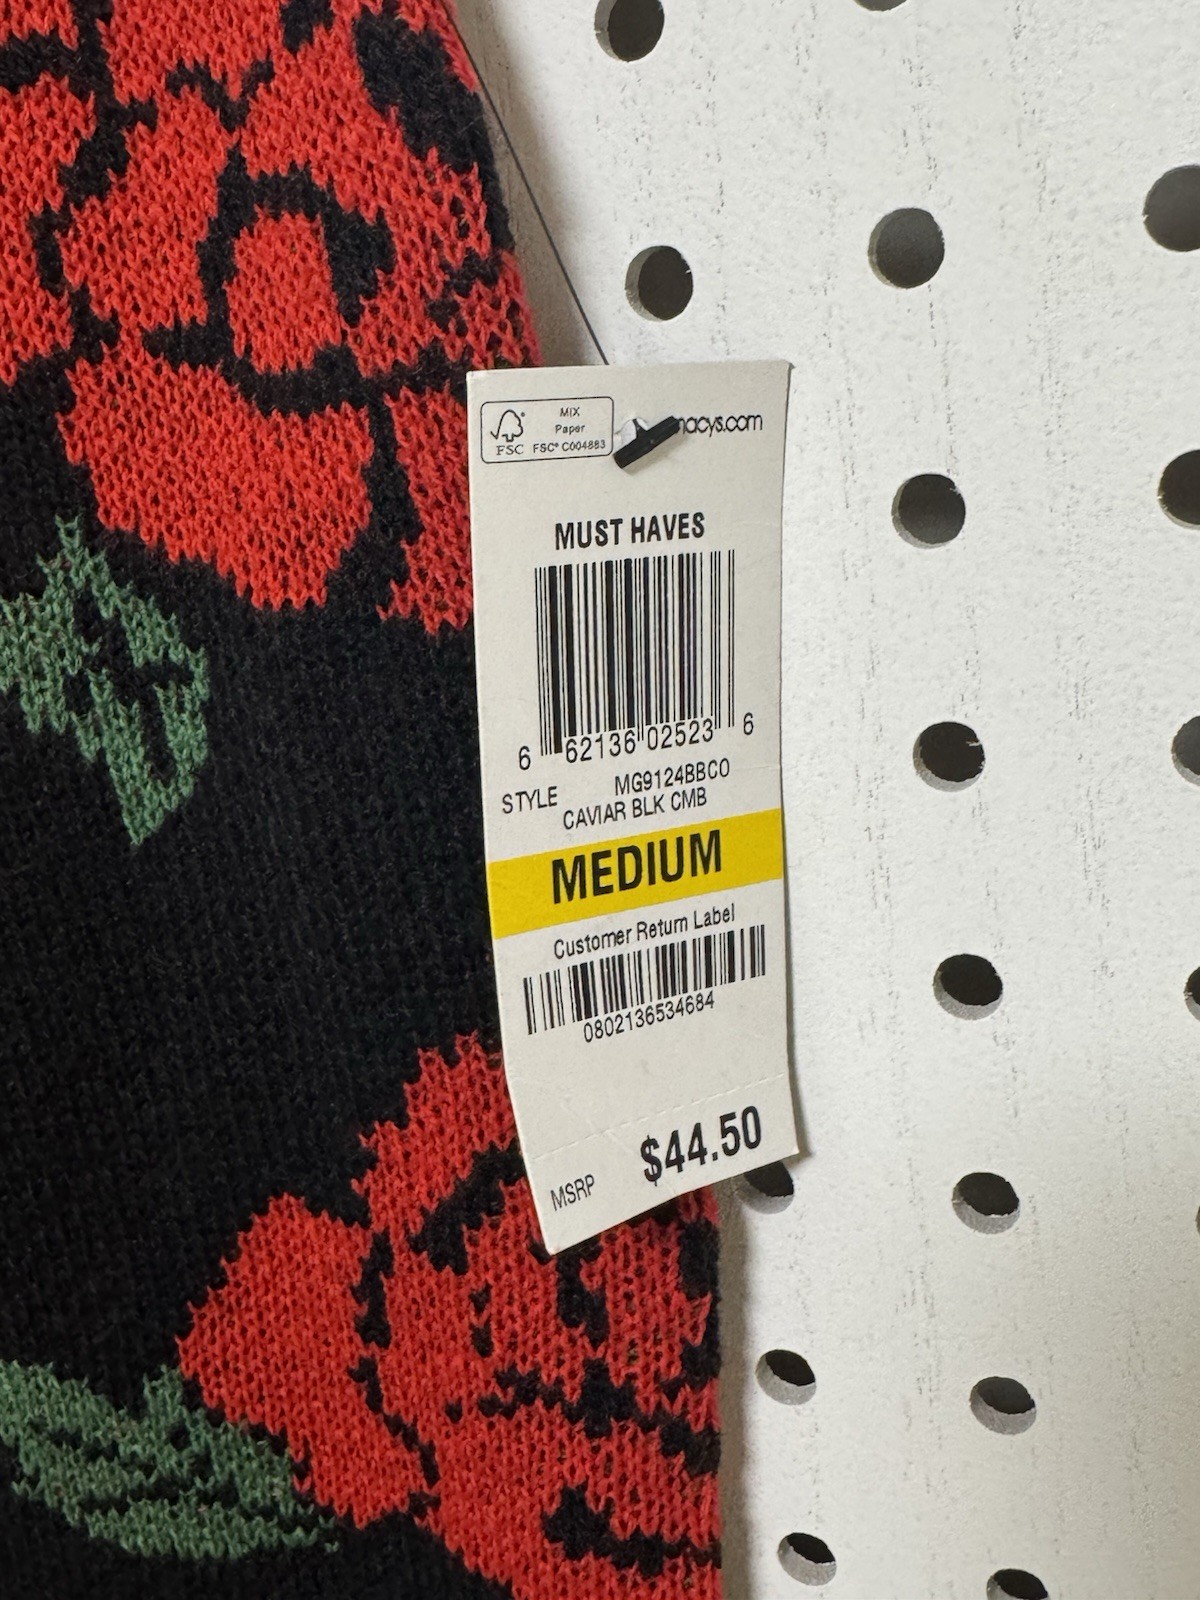 MIX
Paper
FSC FSC® C004883
macys.com
MUST HAVES
6 62136 02523 6
STYLE MG9124BBCO
CAVIAR BLK CMB
MEDIUM
Customer Return Label
0802136534684
MSRP $44.50